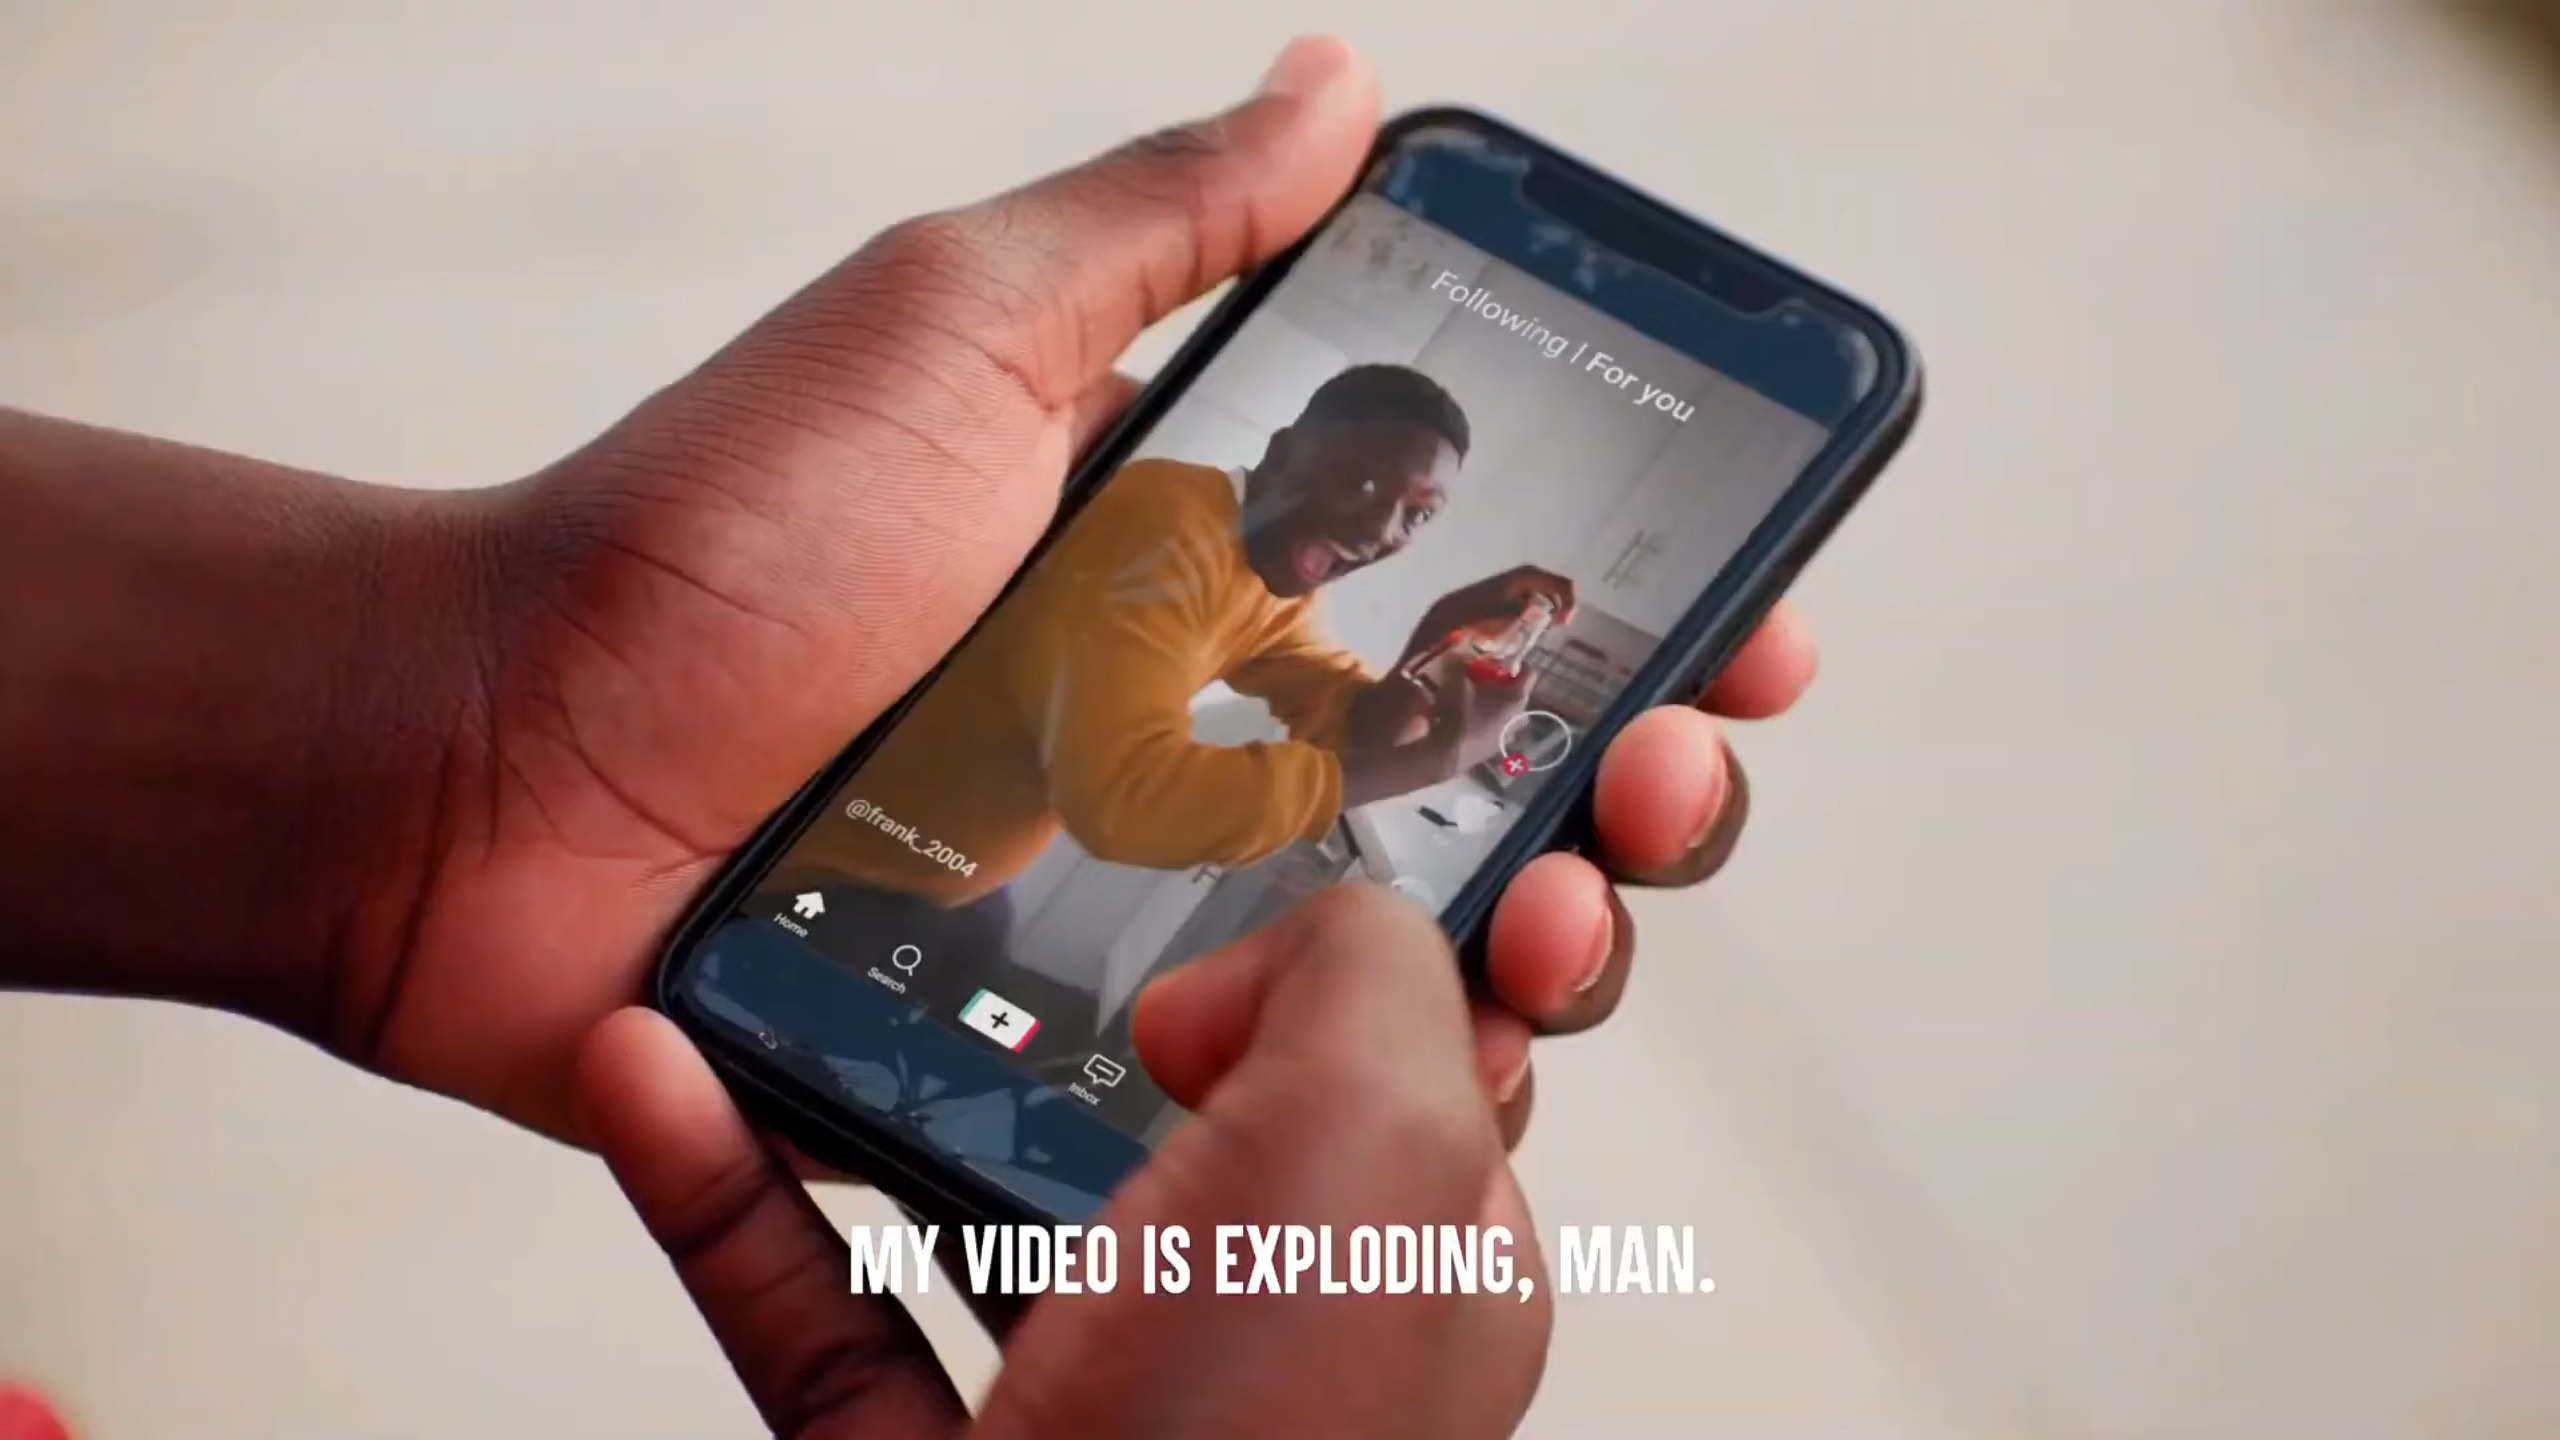 Following | For you
@frank_2004
Home
Search
Inbox
MY VIDEO IS EXPLODING, MAN.